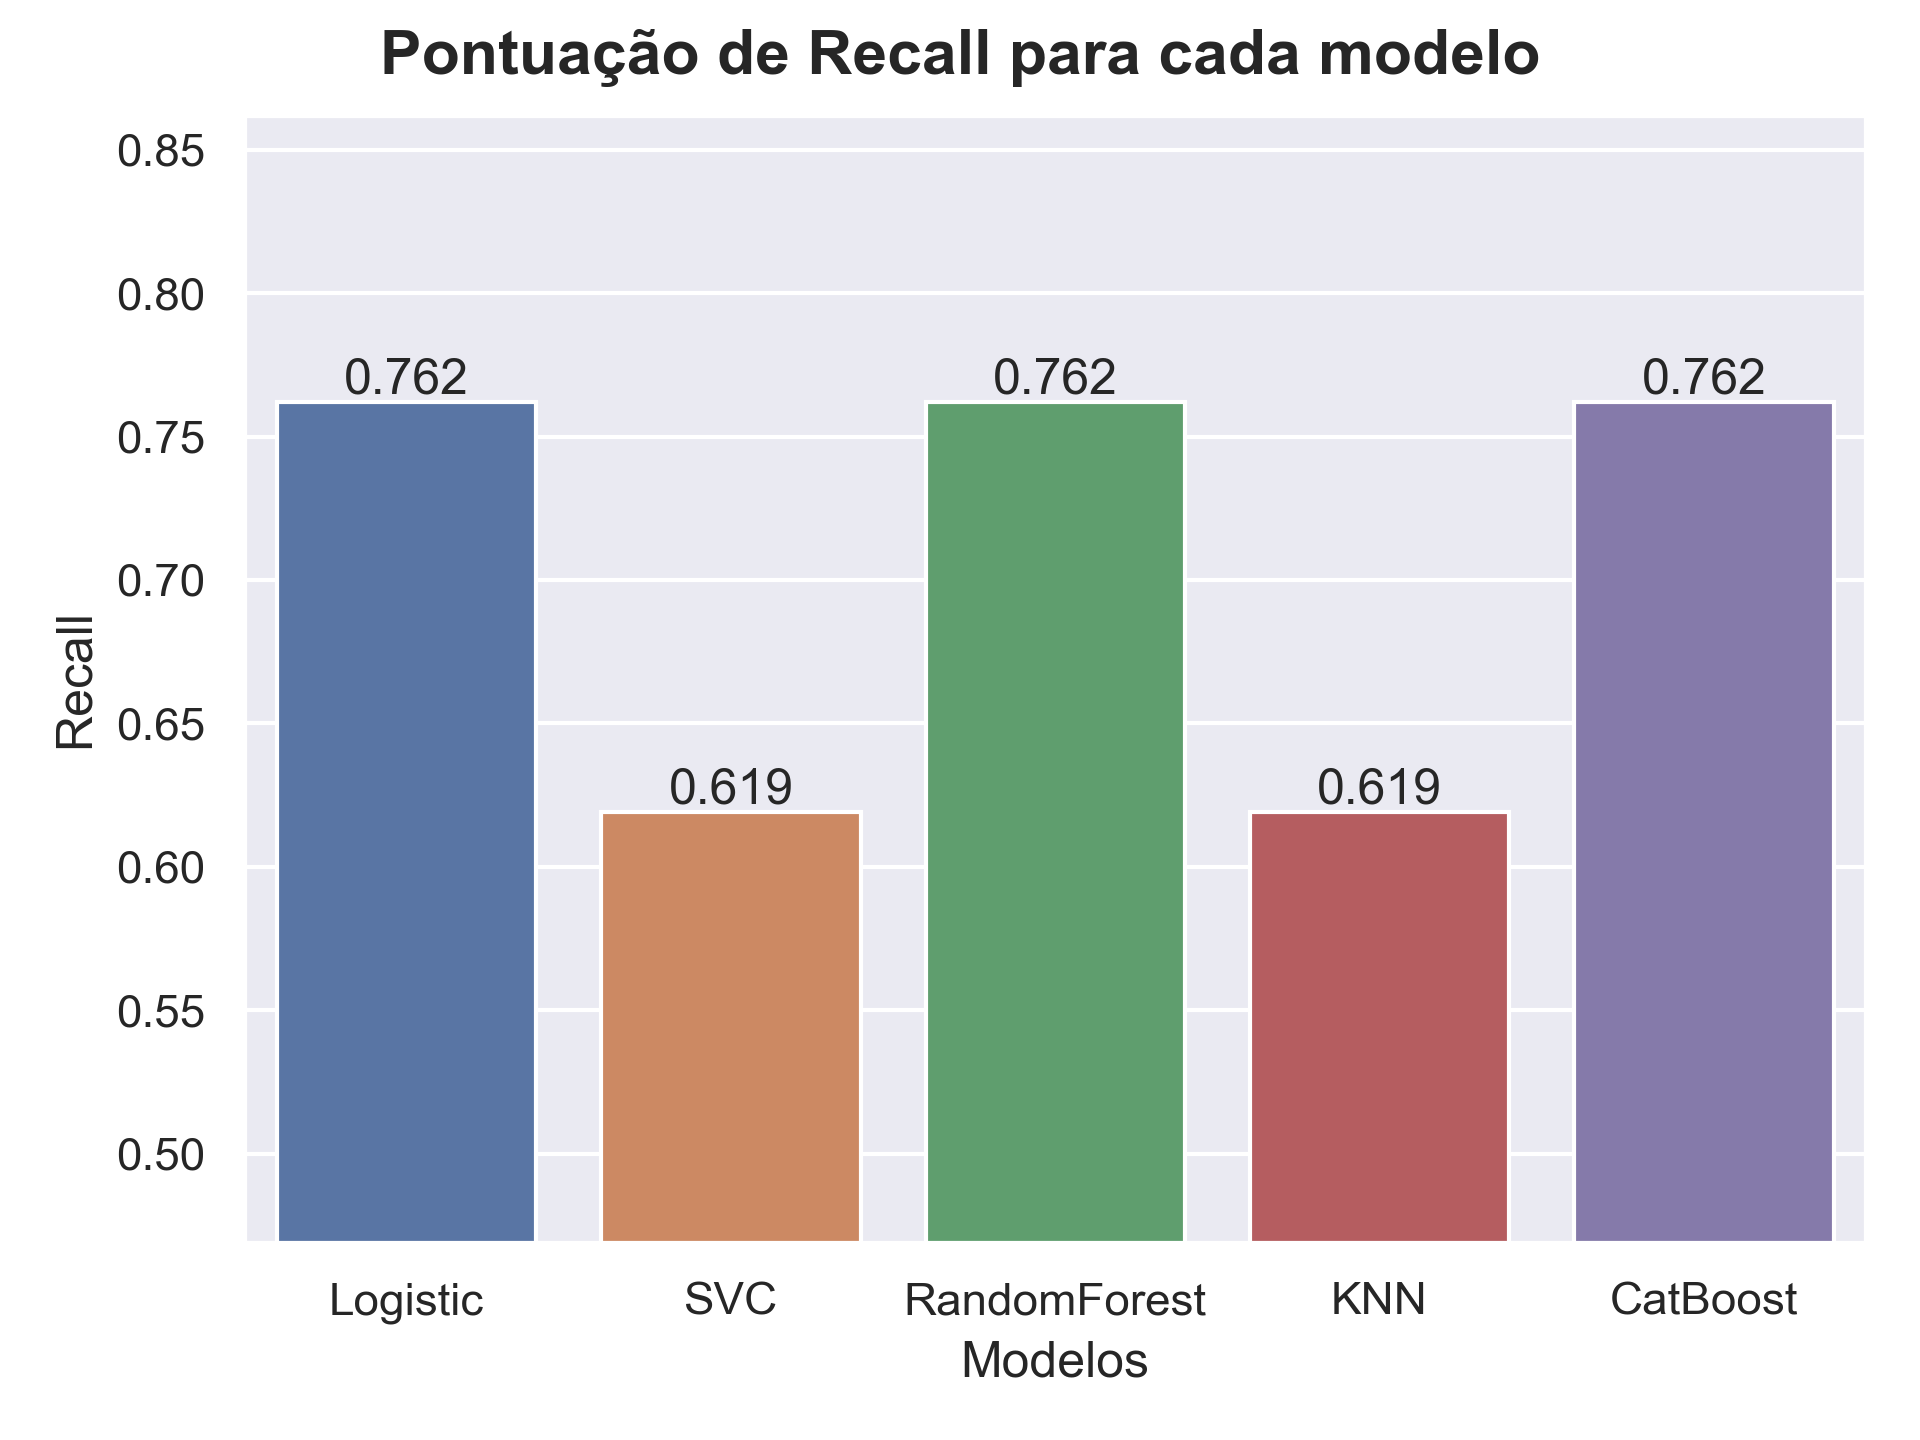 Pontuação de Recall para cada modelo
0.85
0.80
0.75
0.70
0.65
0.60
0.55
0.50
Recall
0.762
0.619
0.762
0.619
0.762
Logistic
SVC
RandomForest
KNN
CatBoost
Modelos